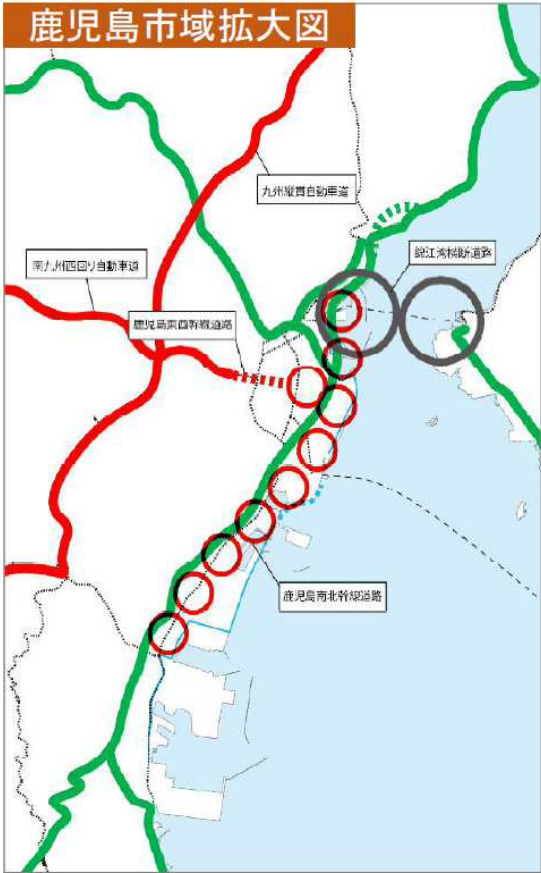 鹿児島市域拡大図
九州縦貫自動車道
錦江湾横断道路
南九州西回り自動車道
鹿児島東西幹線道路
鹿児島南北幹線道路